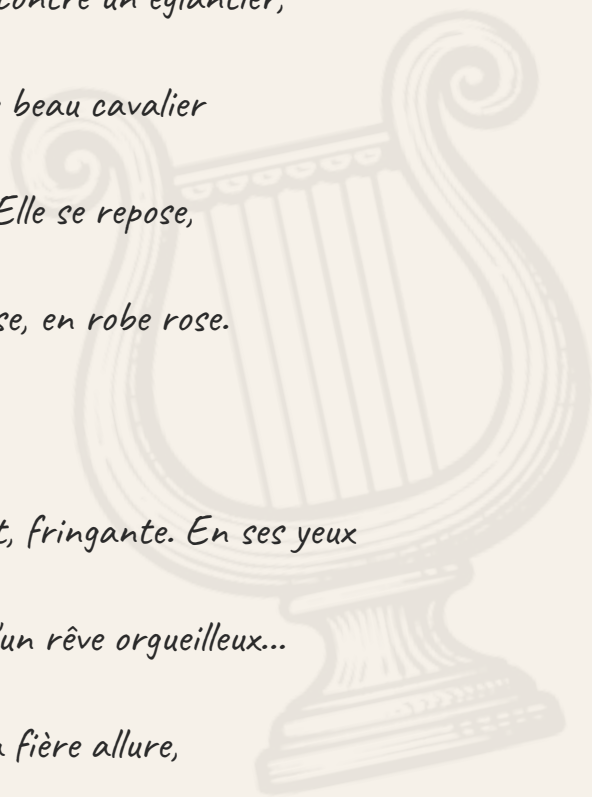 contre un églantier,
beau cavalier
Elle se repose,
se, en robe rose.
t, fringante. En ses yeux
'un rêve orgueilleux...
fière allure,